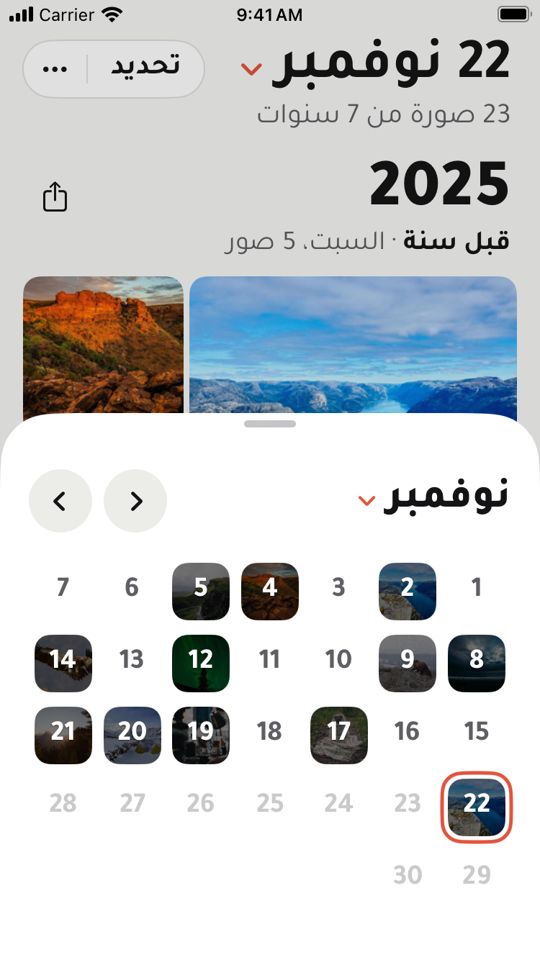 Carrier 9:41 AM
22 نوفمبر
تحديد
23 صورة من 7 سنوات
2025
قبل سنة · السبت، 5 صور
نوفمبر
1 2 3 4 5 6 7
8 9 10 11 12 13 14
15 16 17 18 19 20 21
22 23 24 25 26 27 28
29 30